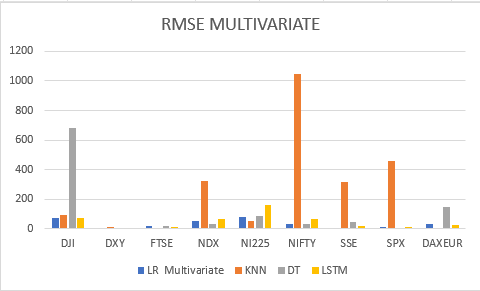 RMSE MULTIVARIATE
1200
1000
800
600
400
200
0
DJI DXY FTSE NDX NI225 NIFTY SSE SPX DAXEUR
LR Multivariate KNN DT LSTM